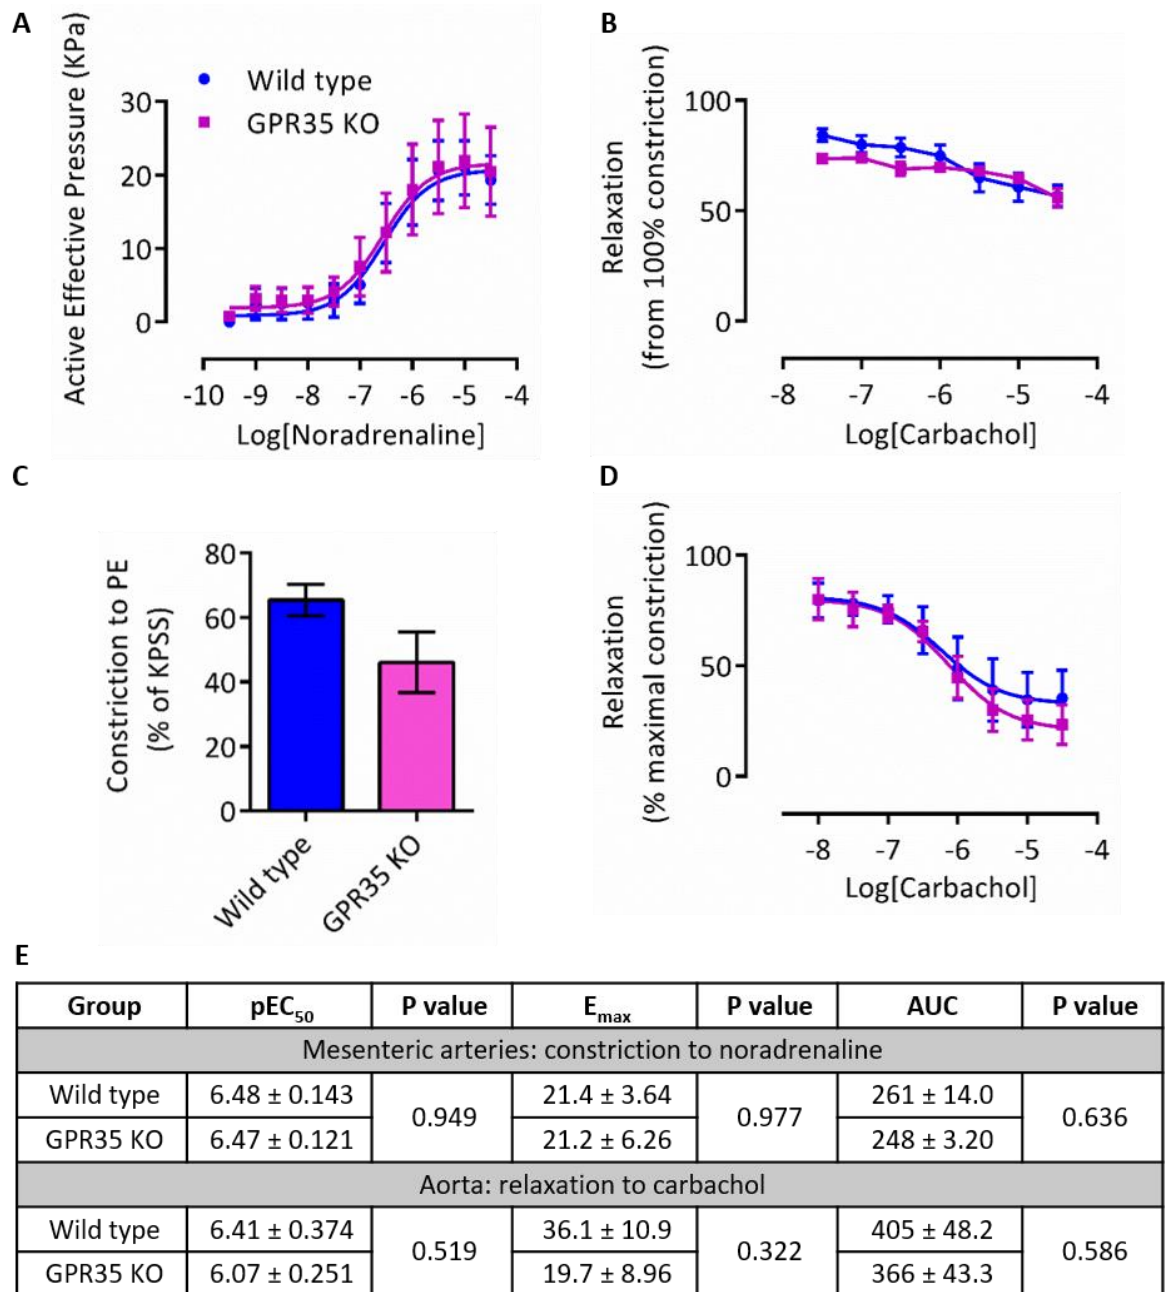 A
Active Effective Pressure (KPa)
Wild type
GPR35 KO
30
20
10
0
-10 -9 -8 -7 -6 -5 -4
Log[Noradrenaline]
B
Relaxation
(from 100% constriction)
100
50
0
-8 -7 -6 -5 -4
Log[Carbachol]
C
Constriction to PE
(% of KPSS)
80
60
40
20
0
Wild type
GPR35 KO
D
Relaxation
(% maximal constriction)
100
50
0
-8 -7 -6 -5 -4
Log[Carbachol]
E
Group pEC50 P value Emax P value AUC P value
Mesenteric arteries: constriction to noradrenaline
Wild type 6.48 ± 0.143 0.949 21.4 ± 3.64 0.977 261 ± 14.0 0.636
GPR35 KO 6.47 ± 0.121 21.2 ± 6.26 248 ± 3.20
Aorta: relaxation to carbachol
Wild type 6.41 ± 0.374 0.519 36.1 ± 10.9 0.322 405 ± 48.2 0.586
GPR35 KO 6.07 ± 0.251 19.7 ± 8.96 366 ± 43.3